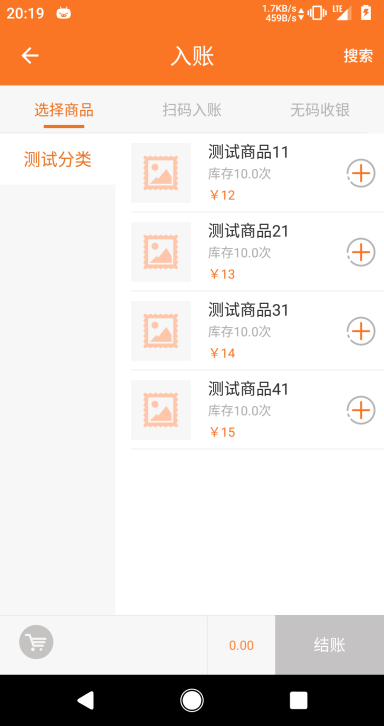 20:19
1.7KB/s
459B/s
LTE
入账
搜索
选择商品
扫码入账
无码收银
测试分类
测试商品11
库存10.0次
￥12
测试商品21
库存10.0次
￥13
测试商品31
库存10.0次
￥14
测试商品41
库存10.0次
￥15
0.00
结账